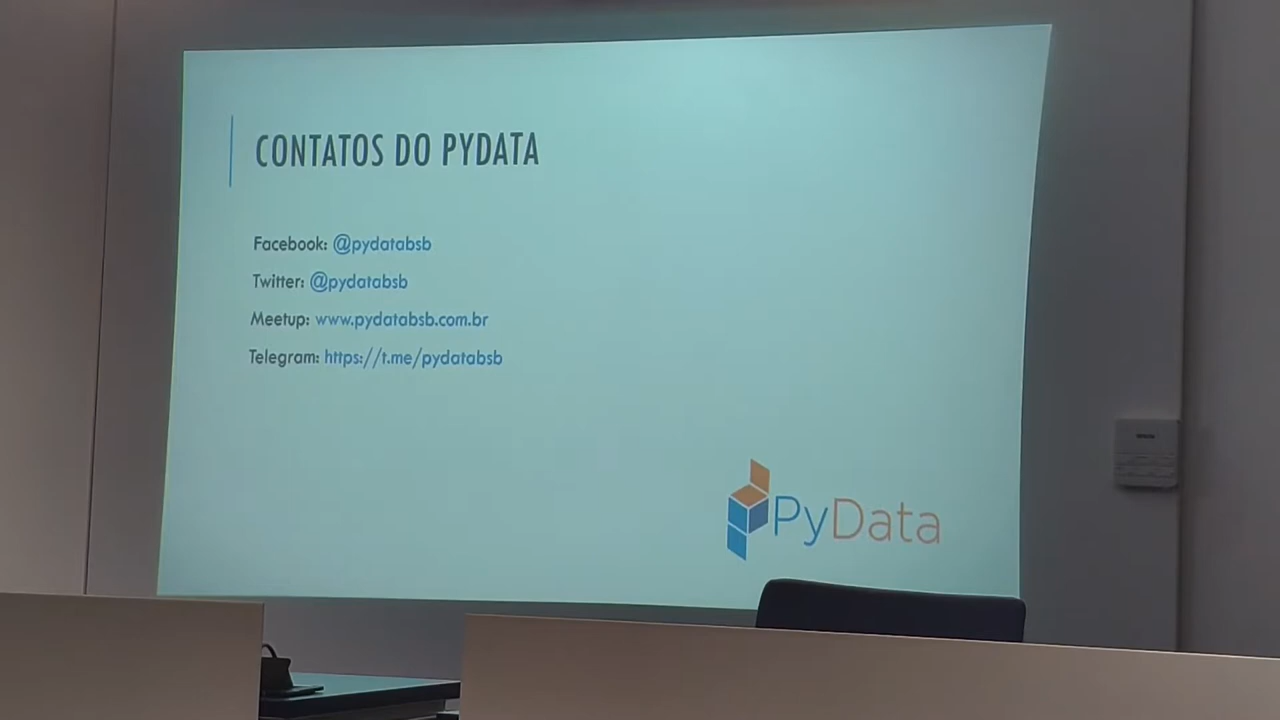 CONTATOS DO PYDATA
Facebook: @pydatabsb
Twitter: @pydatabsb
Meetup: www.pydatabsb.com.br
Telegram: https://t.me/pydatabsb
PyData